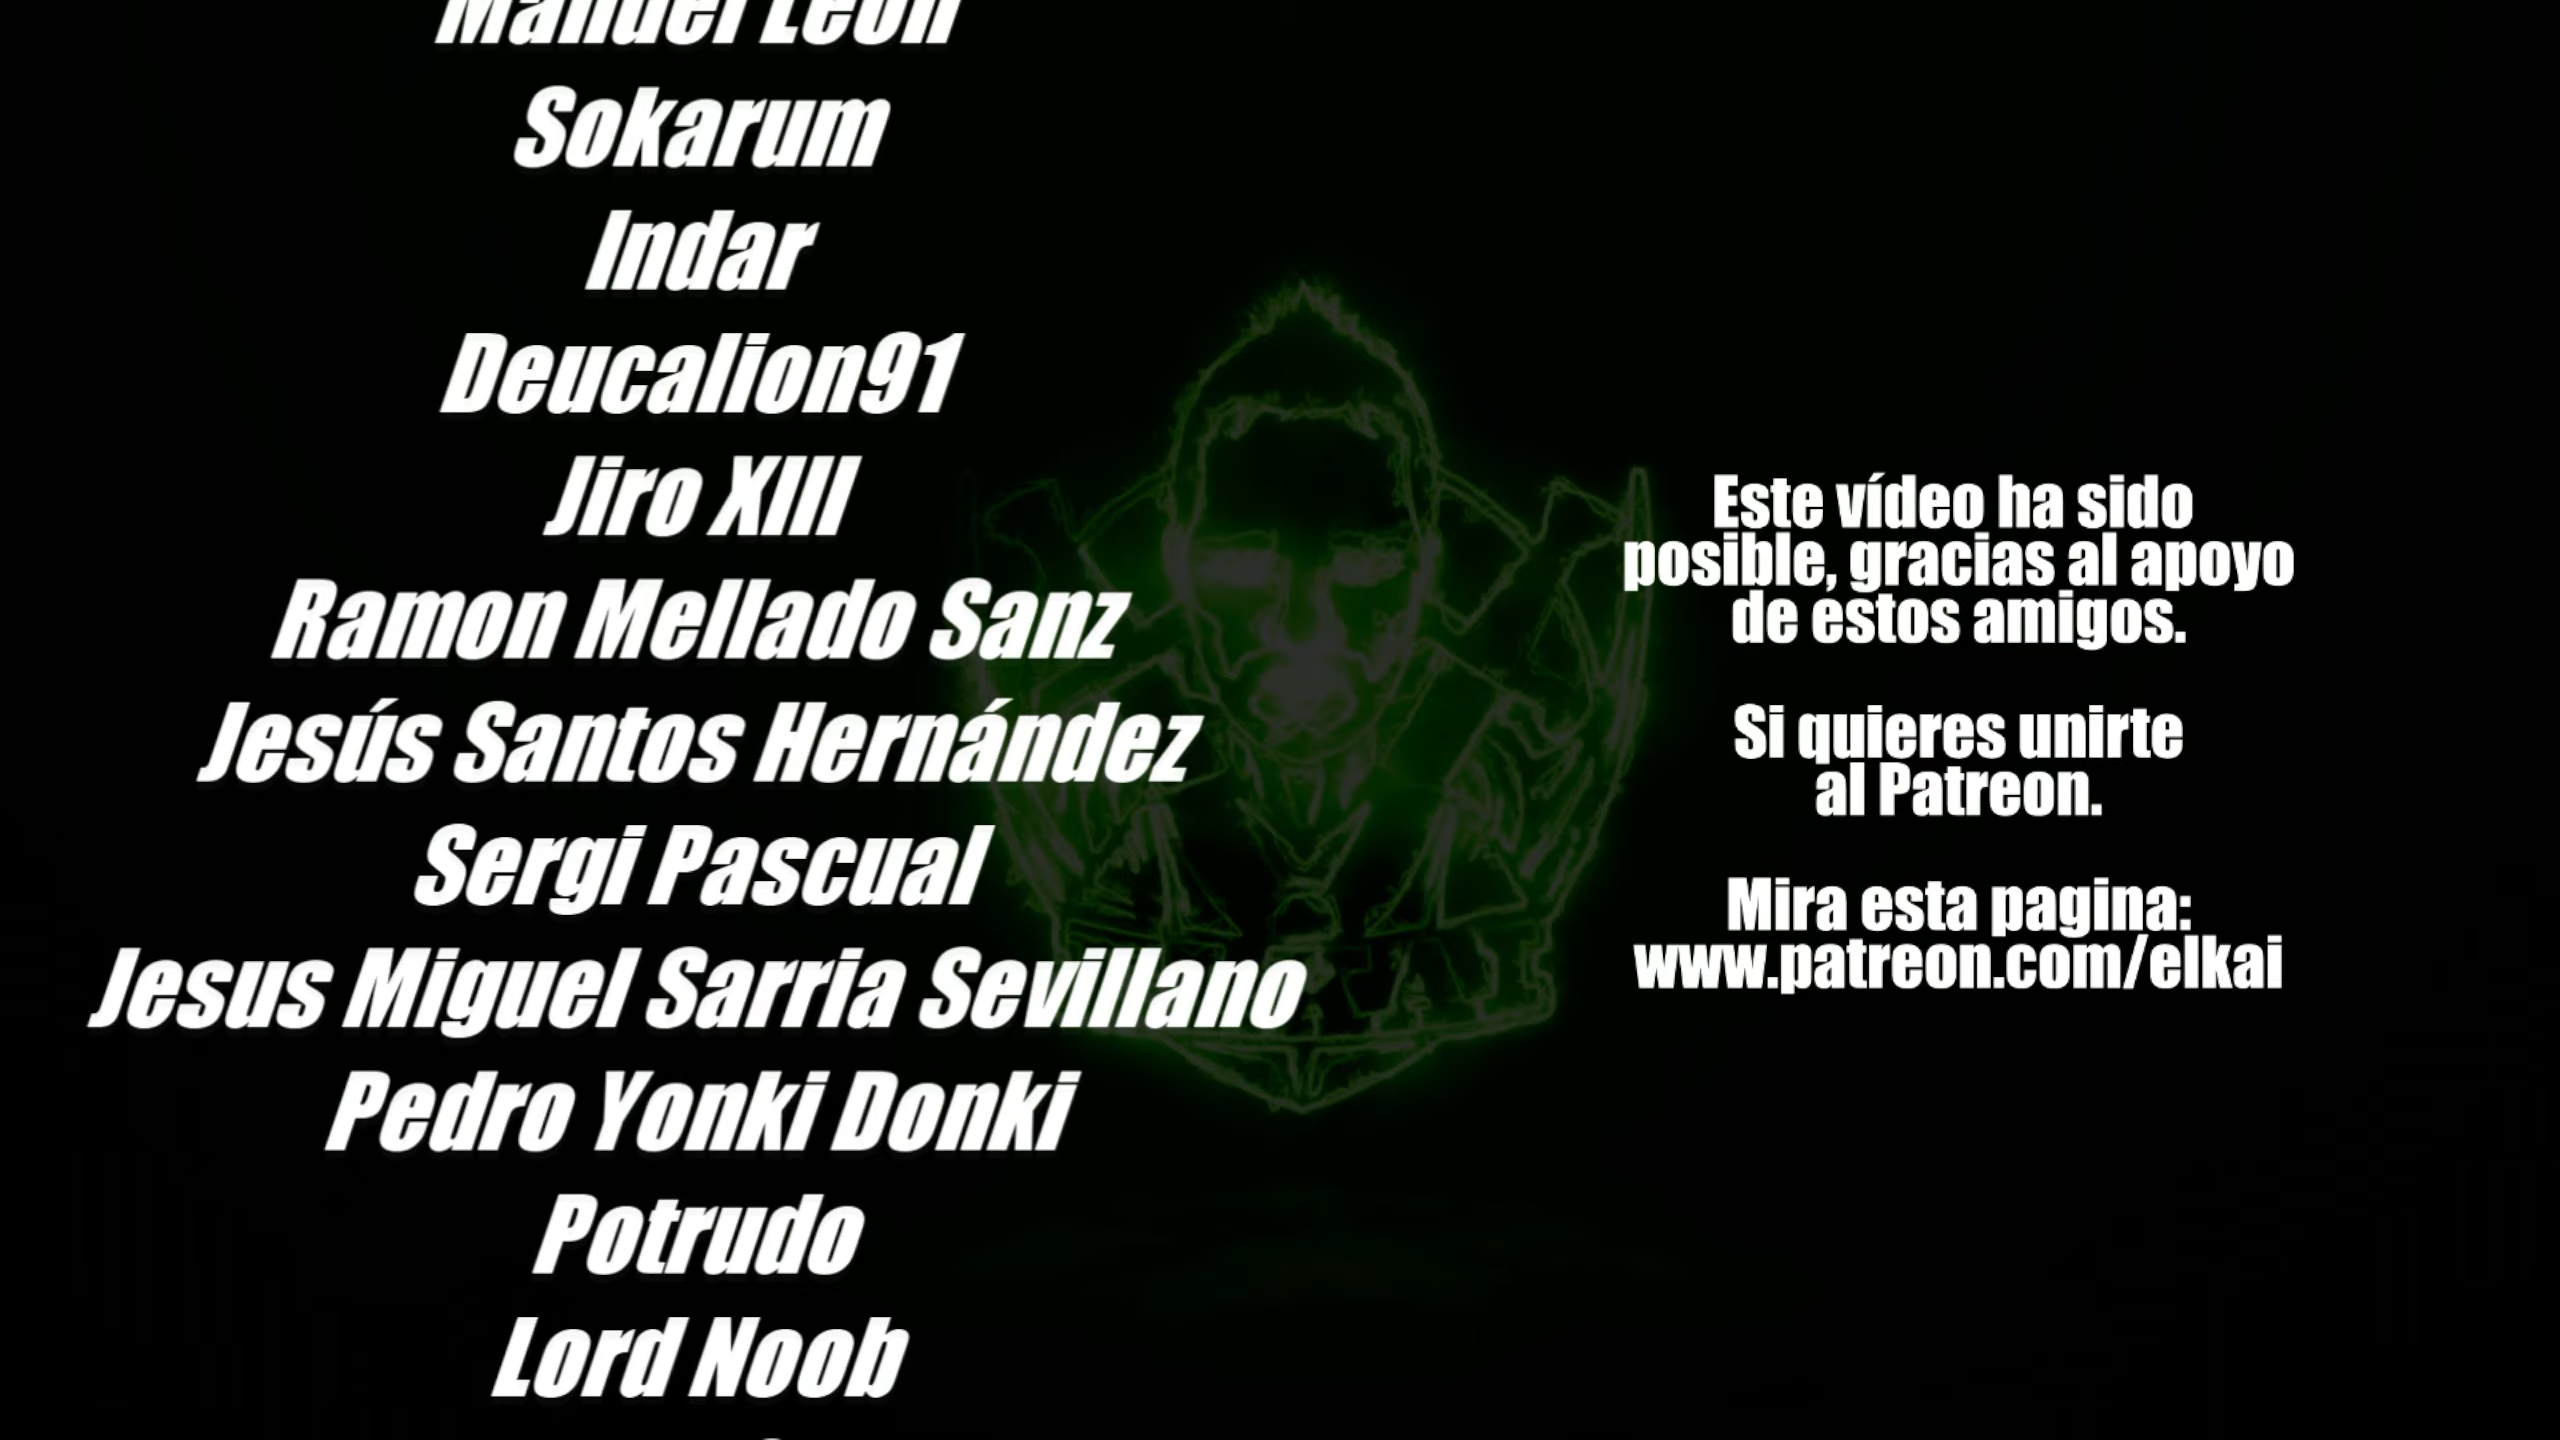 Manuel León
Sokarum
Indar
Deucalion91
Jiro XIII
Ramon Mellado Sanz
Jesús Santos Hernández
Sergi Pascual
Jesus Miguel Sarria Sevillano
Pedro Yonki Donki
Potrudo
Lord Noob
Este vídeo ha sido
posible, gracias al apoyo
de estos amigos.
Si quieres unirte
al Patreon.
Mira esta pagina:
www.patreon.com/elkai